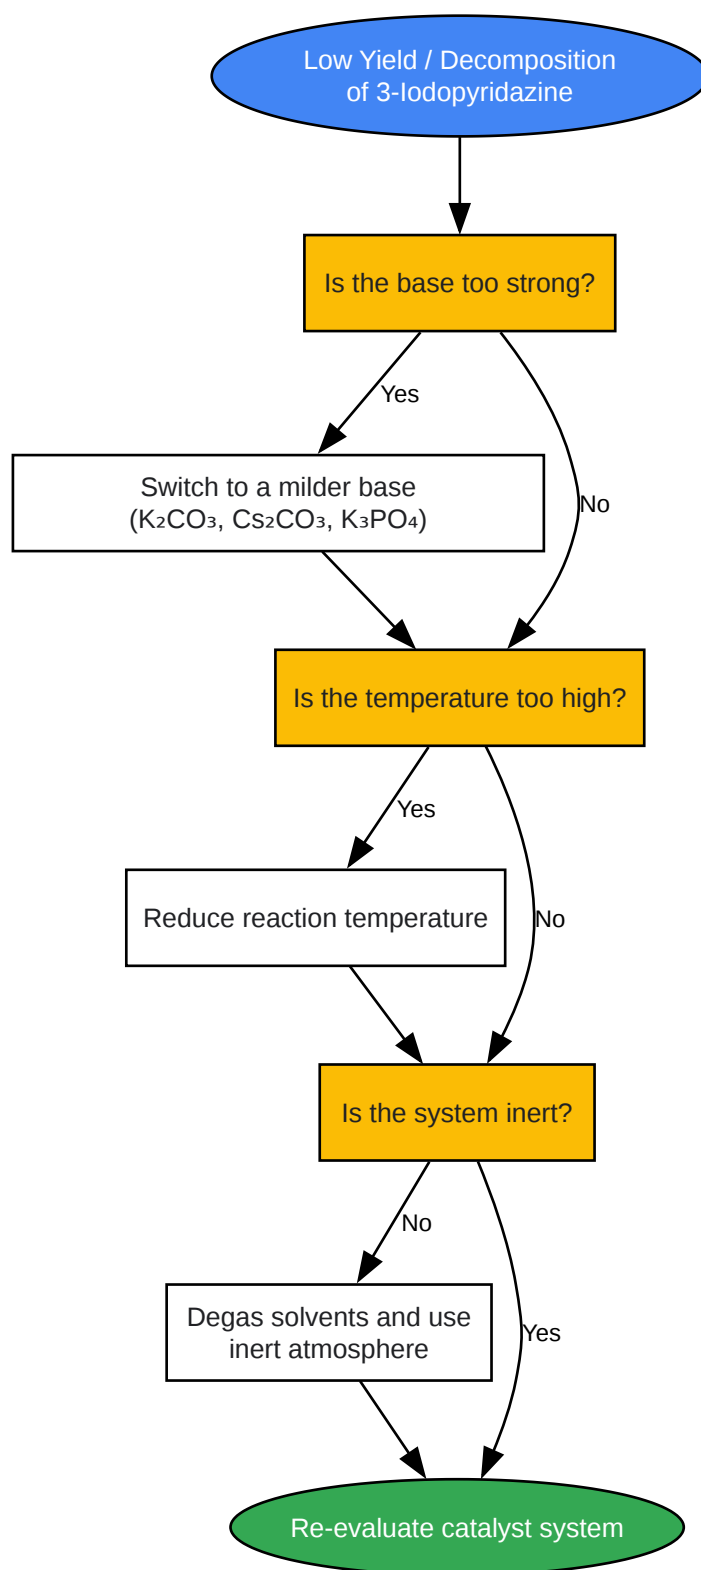 Low Yield / Decomposition
of 3-Iodopyridazine
Is the base too strong?
Yes
Switch to a milder base
(K₂CO₃, Cs₂CO₃, K₃PO₄)
No
Is the temperature too high?
Yes
Reduce reaction temperature
No
Is the system inert?
No
Degas solvents and use
inert atmosphere
Yes
Re-evaluate catalyst system